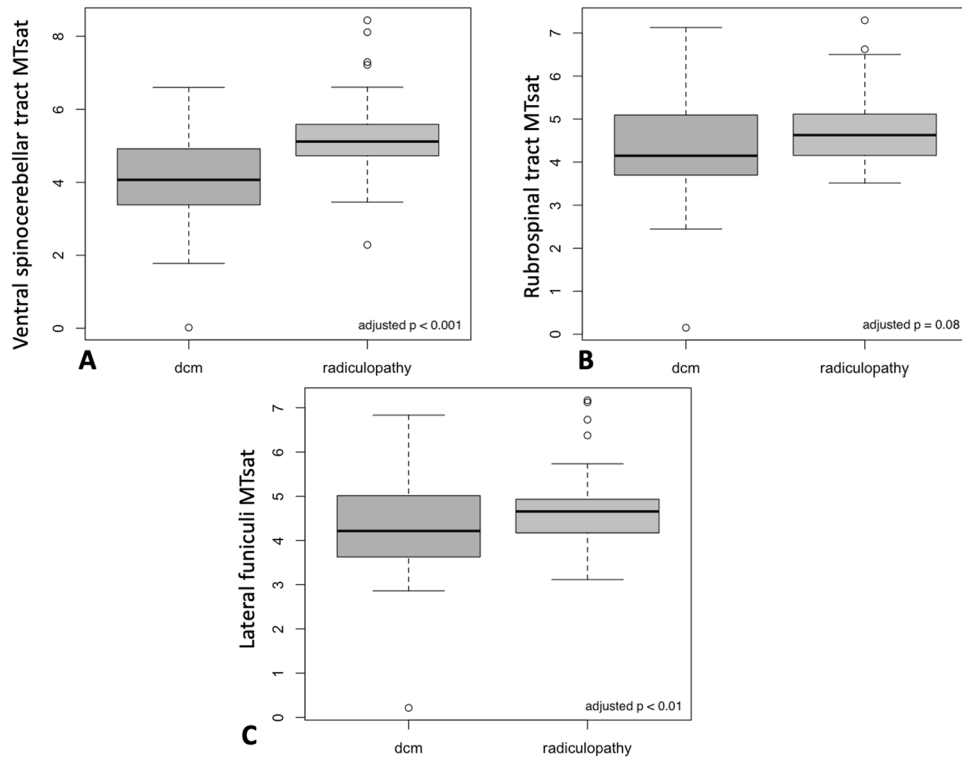 Ventral spinocerebellar tract MTsat
8
6
4
2
0
adjusted p < 0.001
A
dcm
radiculopathy
Rubrospinal tract MTsat
7
6
5
4
3
2
1
0
adjusted p = 0.08
B
dcm
radiculopathy
Lateral funiculi MTsat
7
6
5
4
3
2
1
0
adjusted p < 0.01
C
dcm
radiculopathy